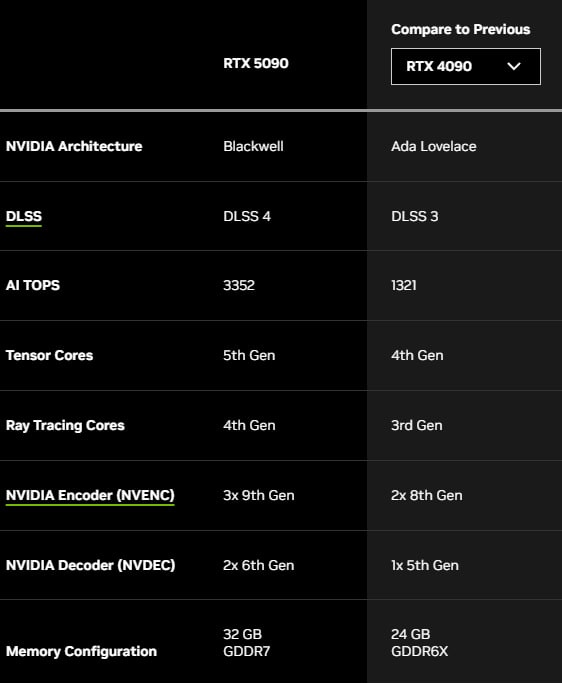 Compare to Previous
RTX 5090
RTX 4090
NVIDIA Architecture Blackwell Ada Lovelace
DLSS DLSS 4 DLSS 3
AI TOPS 3352 1321
Tensor Cores 5th Gen 4th Gen
Ray Tracing Cores 4th Gen 3rd Gen
NVIDIA Encoder (NVENC) 3x 9th Gen 2x 8th Gen
NVIDIA Decoder (NVDEC) 2x 6th Gen 1x 5th Gen
32 GB 24 GB
Memory Configuration GDDR7 GDDR6X